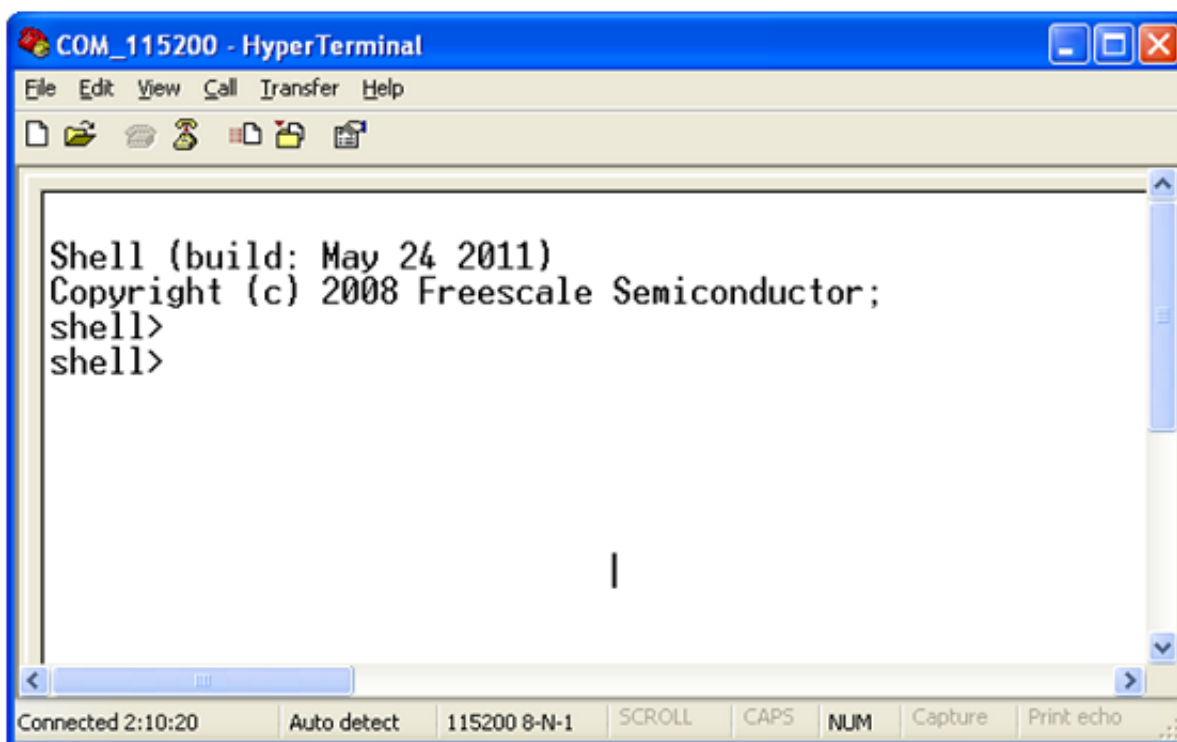 COM_115200 - HyperTerminal
File Edit View Call Transfer Help
Shell (build: May 24 2011)
Copyright (c) 2008 Freescale Semiconductor;
shell>
shell>
Connected 2:10:20 Auto detect 115200 8-N-1 SCROLL CAPS NUM Capture Print echo